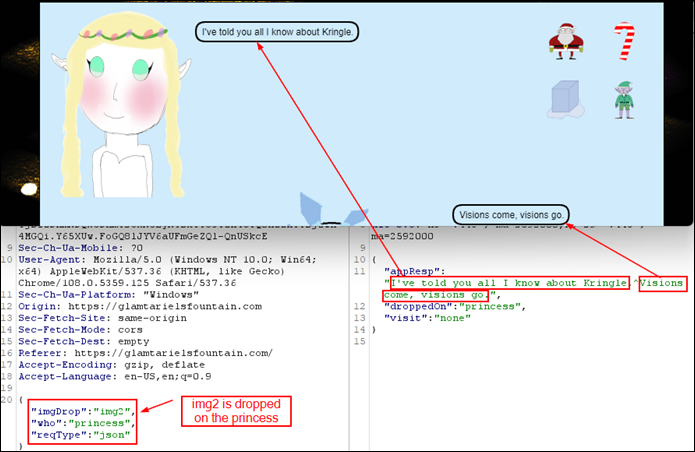 I've told you all I know about Kringle.
Visions come, visions go.
4MGQi.Y65XUw.FoGQB1JYV6aUFmGeZQ1-QnUSkcE
9 Sec-Ch-Ua-Mobile: ?0
10 User-Agent: Mozilla/5.0 (Windows NT 10.0; Win64;
x64) AppleWebKit/537.36 (KHTML, like Gecko)
Chrome/108.0.5359.125 Safari/537.36
11 Sec-Ch-Ua-Platform: "Windows"
12 Origin: https://glamtarielsfountain.com
13 Sec-Fetch-Site: same-origin
14 Sec-Fetch-Mode: cors
15 Sec-Fetch-Dest: empty
16 Referer: https://glamtarielsfountain.com/
17 Accept-Encoding: gzip, deflate
18 Accept-Language: en-US,en;q=0.9
19
20 {
"imgDrop":"img2",
"who":"princess",
"reqType":"json"
}
img2 is dropped
on the princess
ma=2592000
9
10 {
11 "appResp":
"I've told you all I know about Kringle.^Visions
come, visions go.",
12 "droppedOn":"princess",
13 "visit":"none"
14 }
15